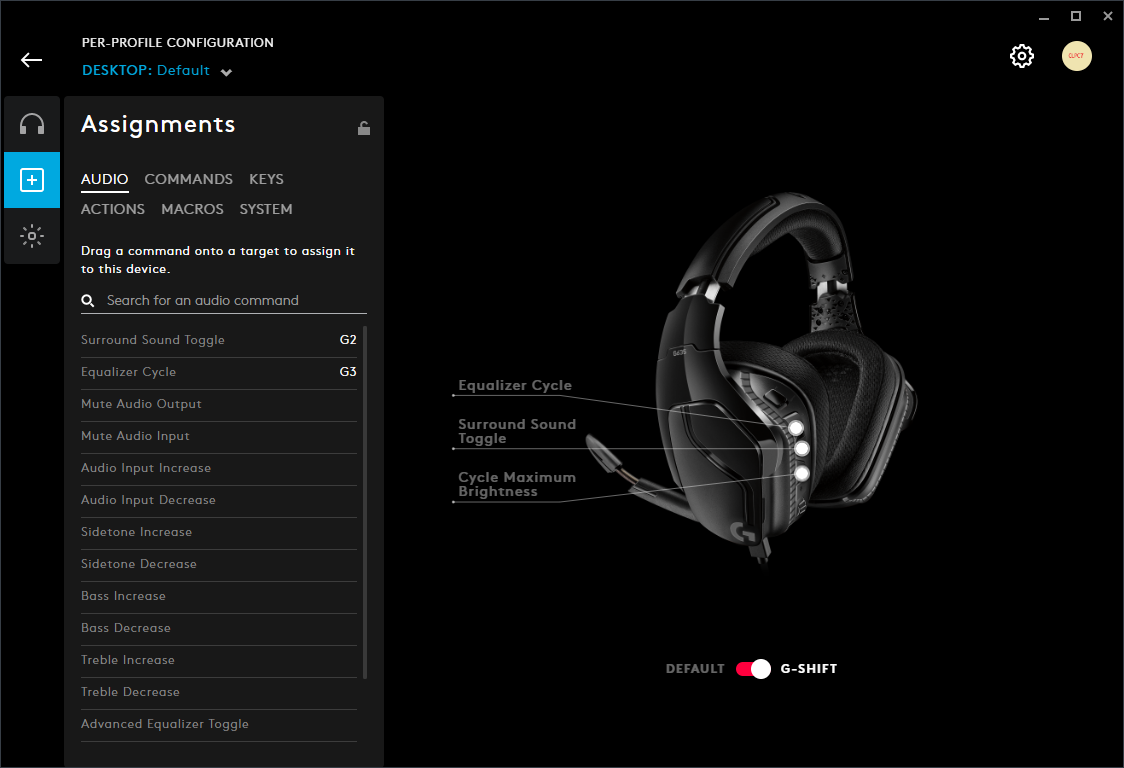 PER-PROFILE CONFIGURATION
DESKTOP: Default
Assignments
AUDIO COMMANDS KEYS
ACTIONS MACROS SYSTEM
Drag a command onto a target to assign it
to this device.
Search for an audio command
Surround Sound Toggle G2
Equalizer Cycle G3
Mute Audio Output
Mute Audio Input
Audio Input Increase
Audio Input Decrease
Sidetone Increase
Sidetone Decrease
Bass Increase
Bass Decrease
Treble Increase
Treble Decrease
Advanced Equalizer Toggle
Equalizer Cycle
Surround Sound
Toggle
Cycle Maximum
Brightness
DEFAULT G-SHIFT